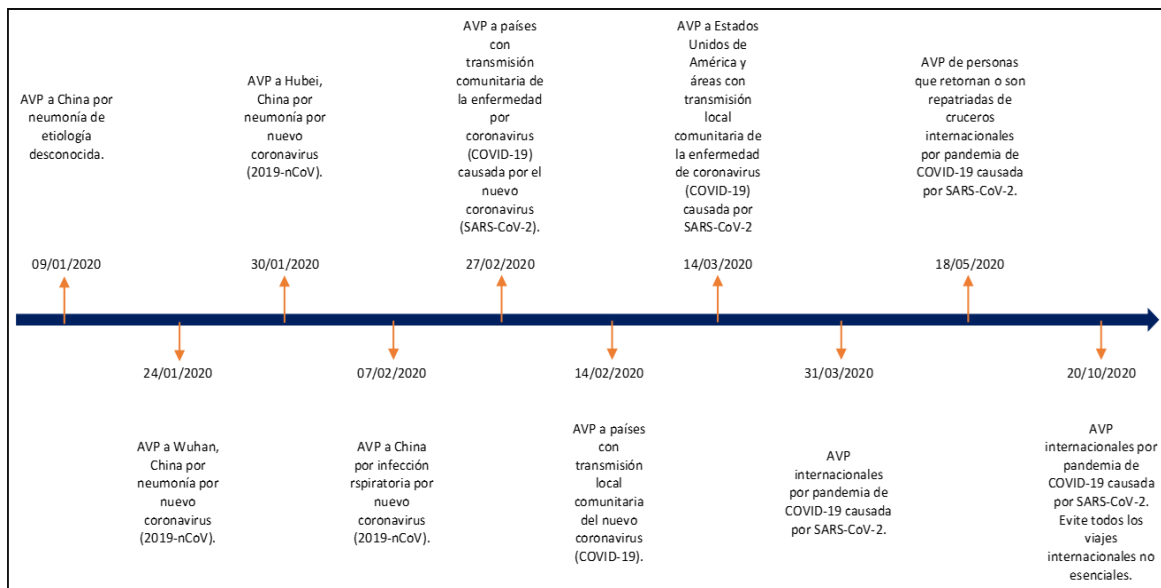 AVP a China por
neumonía de
etiología
desconocida.
09/01/2020
24/01/2020
AVP a Wuhan,
China por
neumonía por
nuevo
coronavirus
(2019-nCoV).
AVP a Hubei,
China por
neumonía por
nuevo
coronavirus
(2019-nCoV).
30/01/2020
07/02/2020
AVP a China
por infección
rspiratoria por
nuevo
coronavirus
(2019-nCoV).
AVP a países
con
transmisión
comunitaria de
la enfermedad
por
coronavirus
(COVID-19)
causada por el
nuevo
coronavirus
(SARS-CoV-2).
27/02/2020
14/02/2020
AVP a países
con
transmisión
local
comunitaria
del nuevo
coronavirus
(COVID-19).
AVP a Estados
Unidos de
América y
áreas con
transmisión
local
comunitaria de
la enfermedad
de coronavirus
(COVID-19)
causada por
SARS-CoV-2
14/03/2020
31/03/2020
AVP
internacionales
por pandemia de
COVID-19 causada
por SARS-CoV-2.
AVP de personas
que retornan o son
repatriadas de
cruceros
internacionales
por pandemia de
COVID-19 causada
por SARS-CoV-2.
18/05/2020
20/10/2020
AVP
internacionales por
pandemia de
COVID-19 causada
por SARS-CoV-2.
Evite todos los
viajes
internacionales no
esenciales.